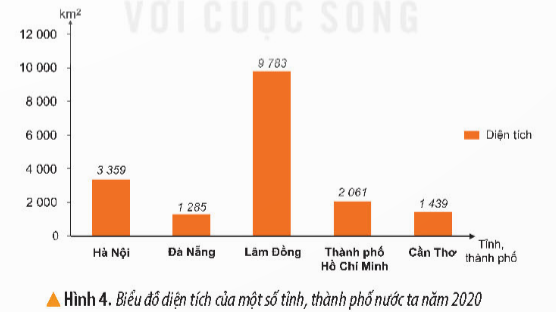 VỚI CUỘC SỐNG
km²
12 000
10 000
8 000
6 000
4 000
2 000
0
3 359
1 285
9 783
2 061
1 439
Diện tích
Hà Nội
Đà Nẵng
Lâm Đồng
Thành phố
Hồ Chí Minh
Cần Thơ
Tỉnh,
thành phố
Hình 4. Biểu đồ diện tích của một số tỉnh, thành phố nước ta năm 2020